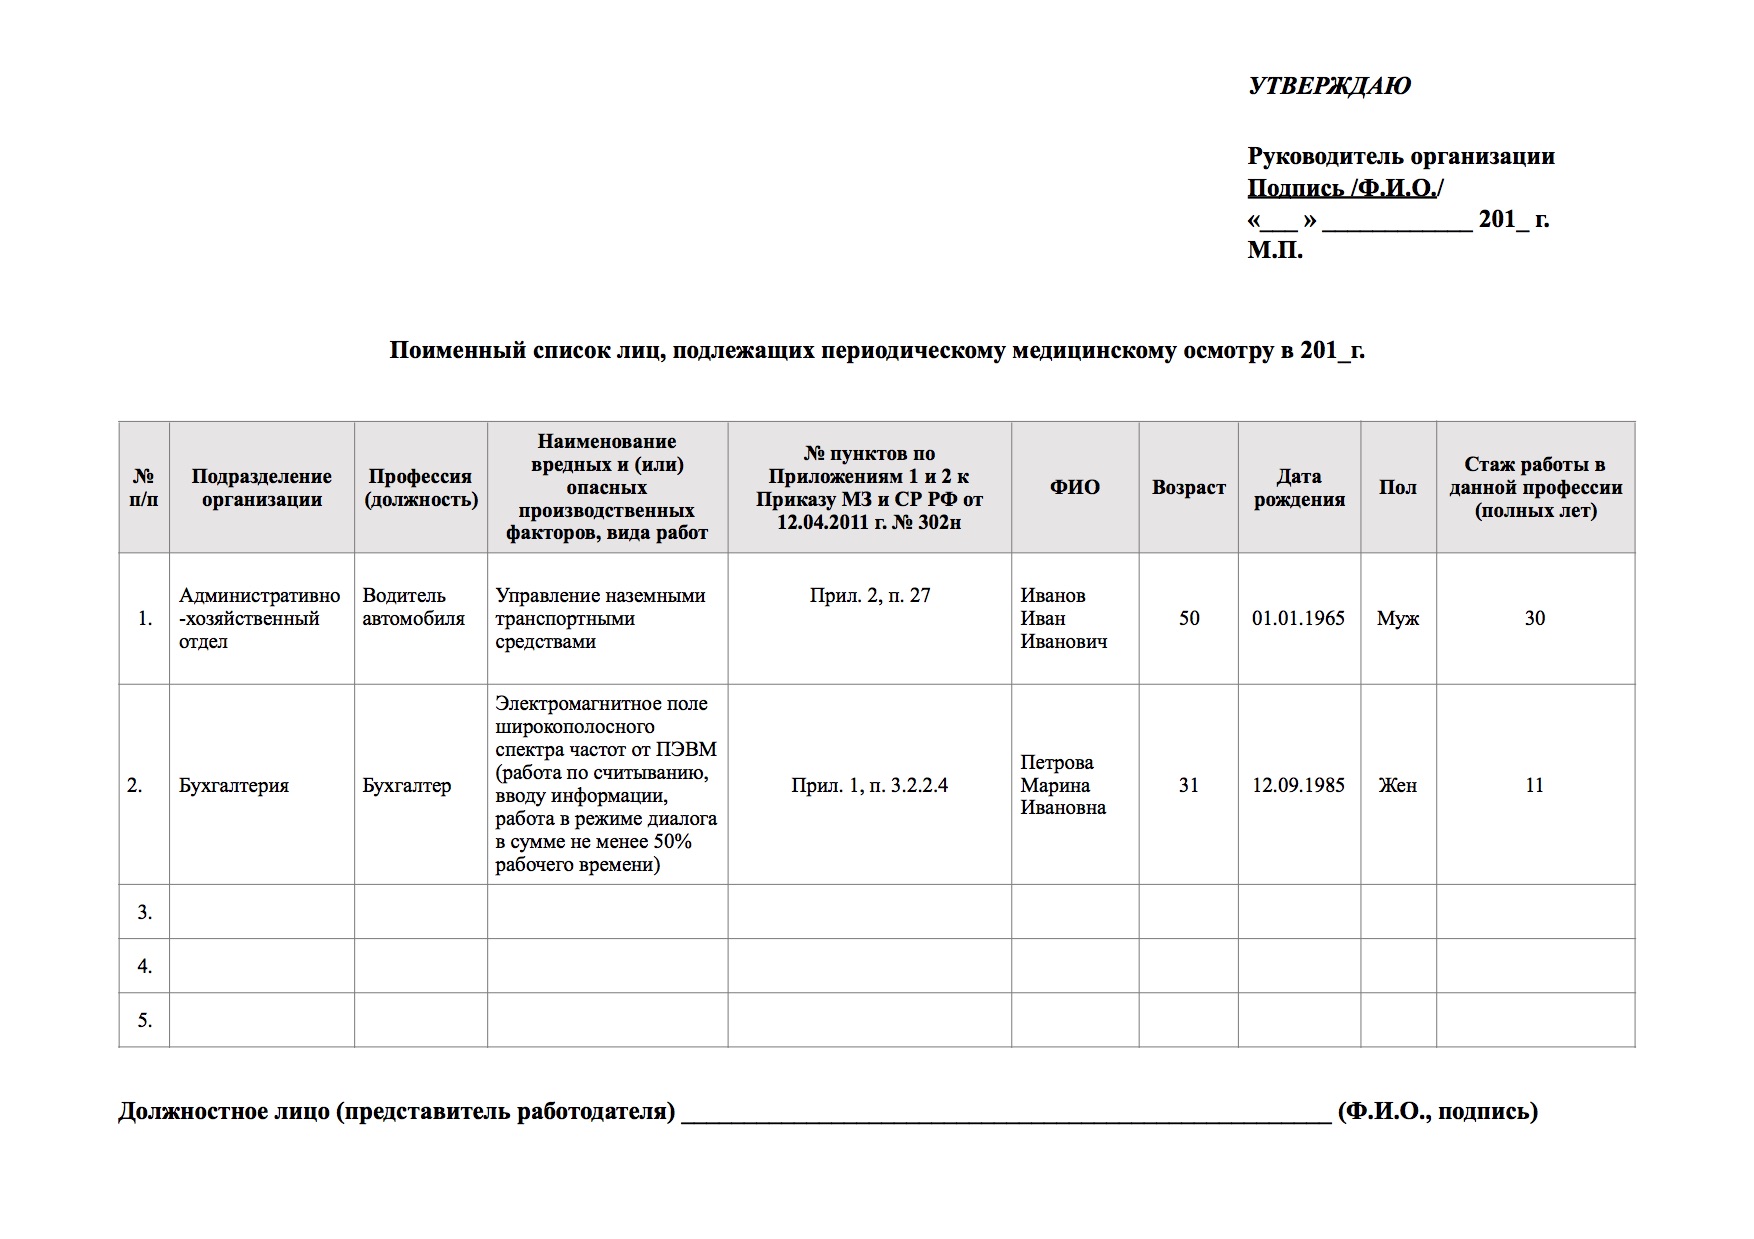 УТВЕРЖДАЮ
Руководитель организации
Подпись /Ф.И.О./
«___ » ____________ 201_ г.
М.П.
Поименный список лиц, подлежащих периодическому медицинскому осмотру в 201_г.
№
п/п
Подразделение
организации
Профессия
(должность)
Наименование
вредных и (или)
опасных
производственных
факторов, вида работ
№ пунктов по
Приложениям 1 и 2 к
Приказу МЗ и СР РФ от
12.04.2011 г. № 302н
ФИО
Возраст
Дата
рождения
Пол
Стаж работы в
данной профессии
(полных лет)
1.
Административно
-хозяйственный
отдел
Водитель
автомобиля
Управление наземными
транспортными
средствами
Прил. 2, п. 27
Иванов
Иван
Иванович
50
01.01.1965
Муж
30
2.
Бухгалтерия
Бухгалтер
Электромагнитное поле
широкополосного
спектра частот от ПЭВМ
(работа по считыванию,
вводу информации,
работа в режиме диалога
в сумме не менее 50%
рабочего времени)
Прил. 1, п. 3.2.2.4
Петрова
Марина
Ивановна
31
12.09.1985
Жен
11
3.
4.
5.
Должностное лицо (представитель работодателя) ____________________________________________________ (Ф.И.О., подпись)